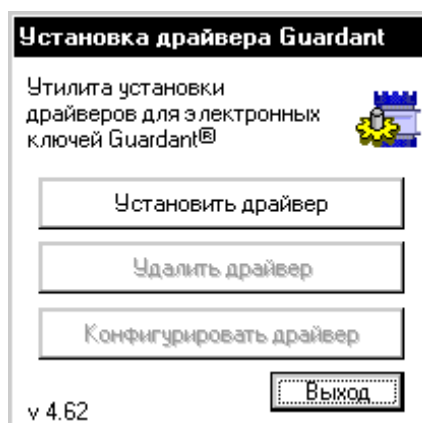 Установка драйвера Guardant
Утилита установки
драйверов для электронных
ключей Guardant®
Установить драйвер
Удалить драйвер
Конфигурировать драйвер
Выход
v 4.62